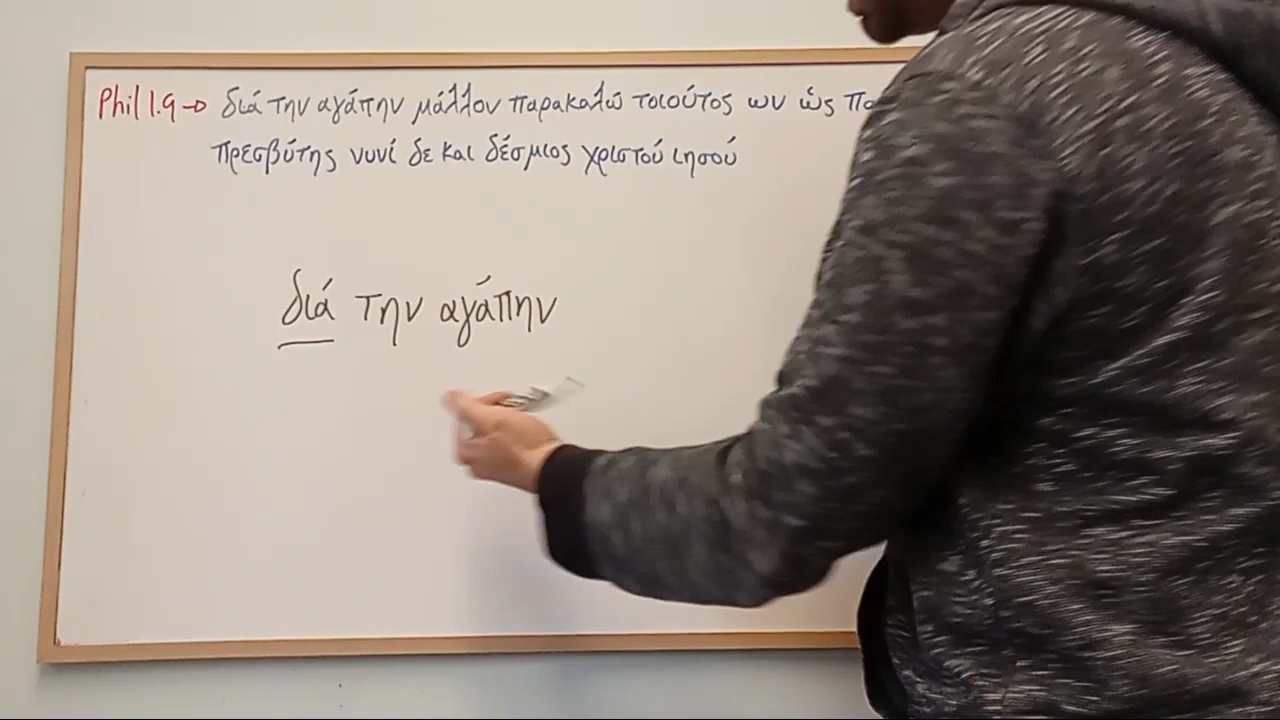 Phil 1.9→ διά την αγάπην μάλλον παρακαλώ τοιούτος ων ώς
πρεσβύτης νυνί δε και δέσμιος χριστού ιησού
διά την αγάπην